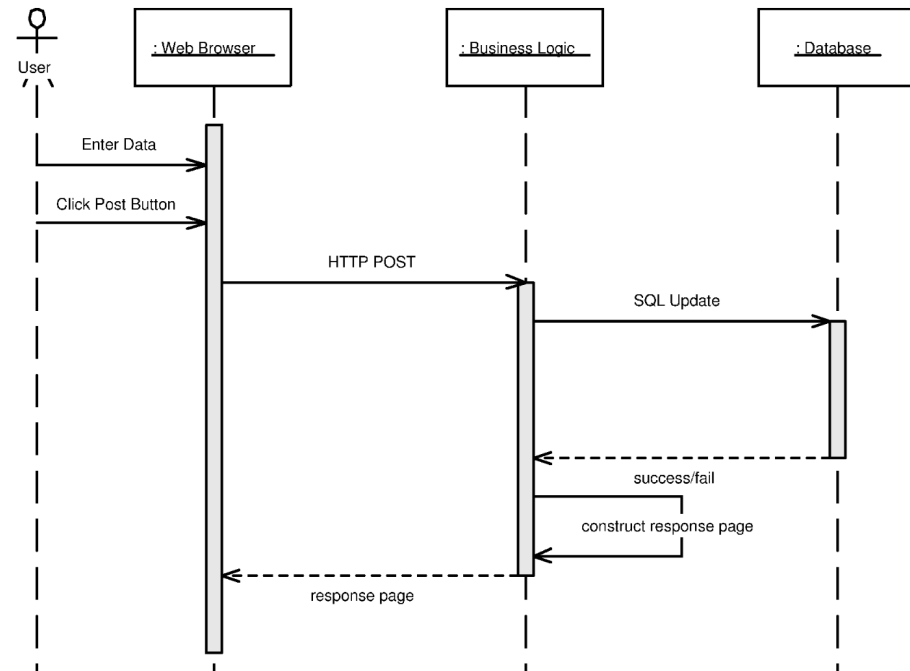 User
: Web Browser
: Business Logic
: Database
Enter Data
Click Post Button
HTTP POST
SQL Update
success/fail
construct response page
response page